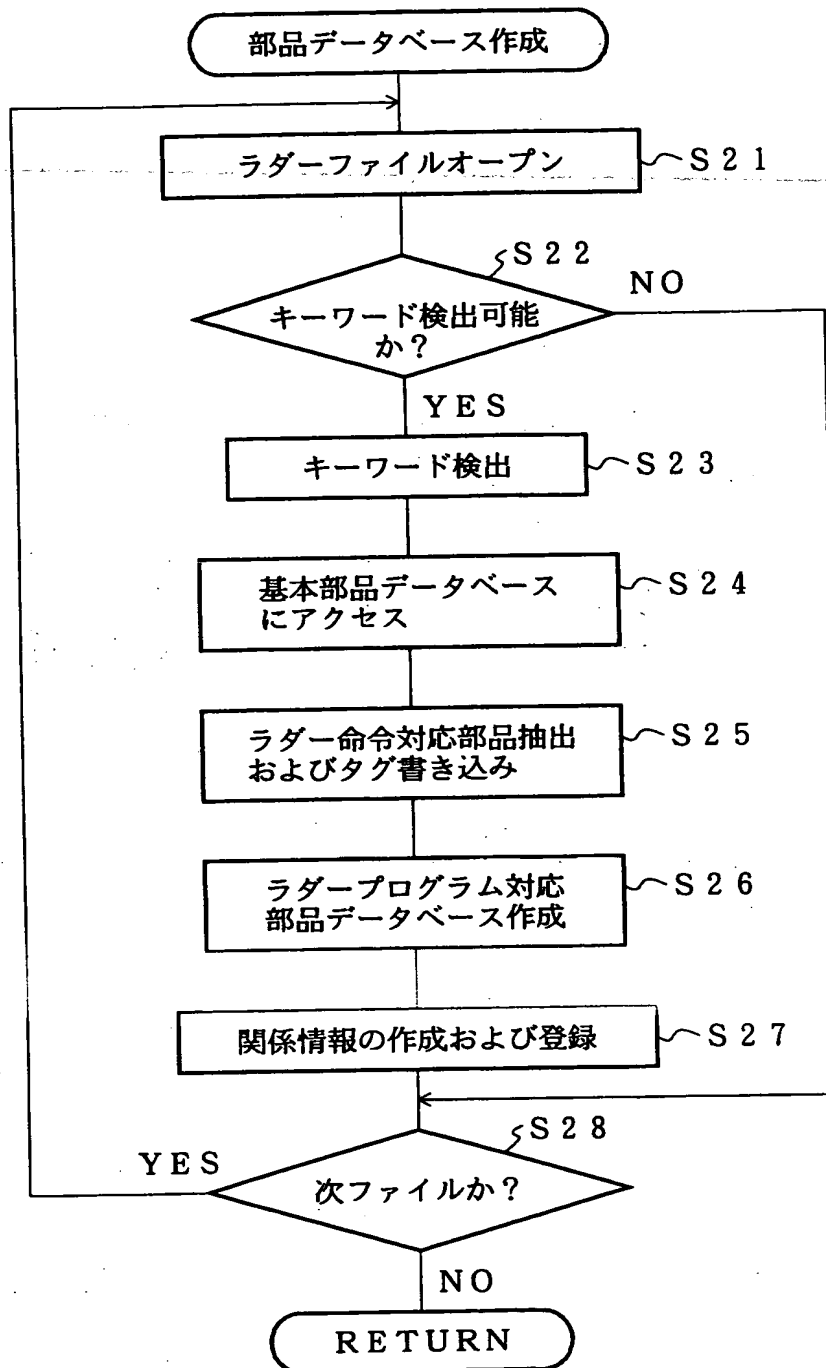 部品データベース作成
ラダーファイルオープン
S21
S22
NO
キーワード検出可能
か?
YES
キーワード検出
S23
基本部品データベース
にアクセス
S24
ラダー命令対応部品抽出
およびタグ書き込み
S25
ラダープログラム対応
部品データベース作成
S26
関係情報の作成および登録
S27
S28
YES
次ファイルか?
NO
RETURN